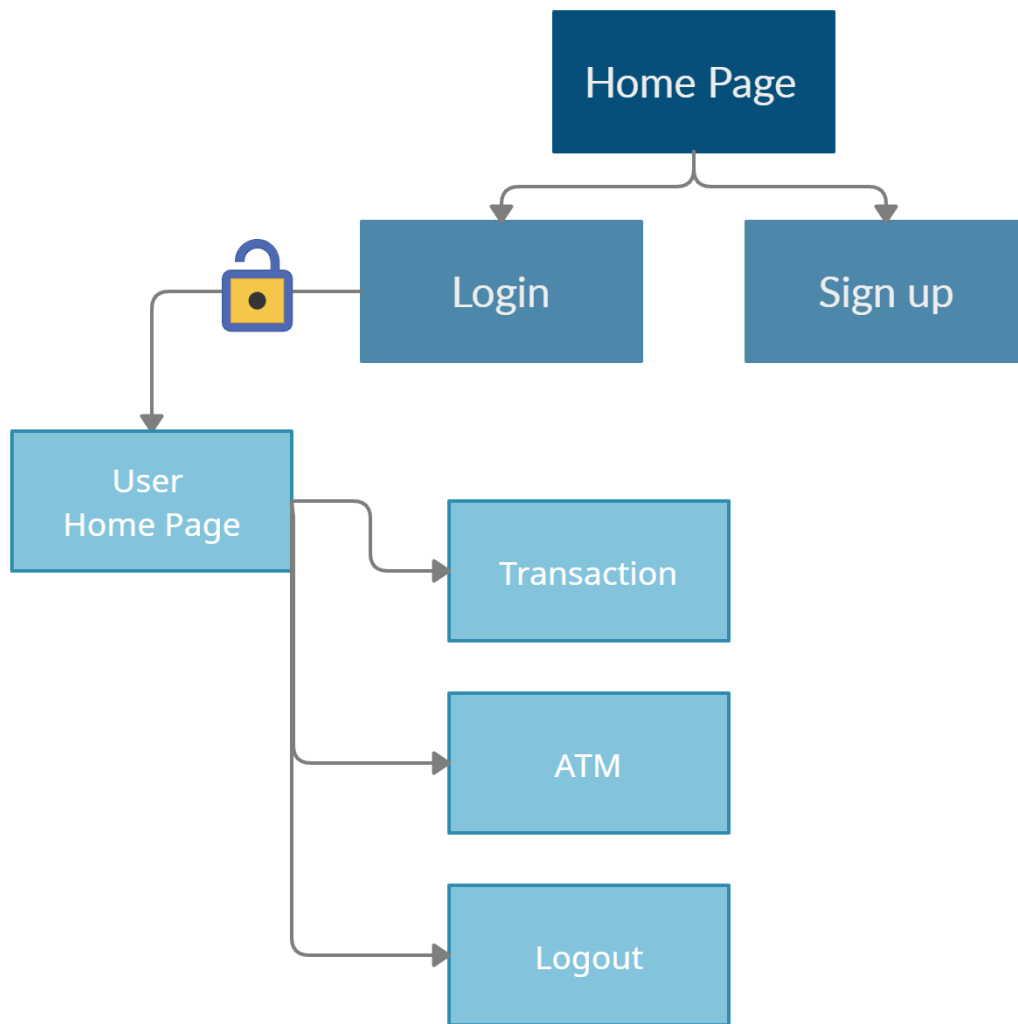 Home Page
Login
Sign up
User
Home Page
Transaction
ATM
Logout